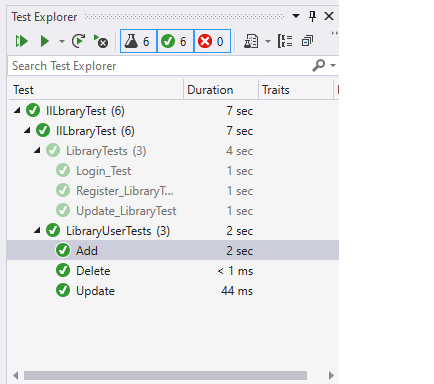 Test Explorer
6 6 0
Search Test Explorer
Test Duration Traits
IILbraryTest (6) 7 sec
IILbraryTest (6) 7 sec
LibraryTests (3) 4 sec
Login_Test 1 sec
Register_LibraryT... 1 sec
Update_LibraryTest 1 sec
LibraryUserTests (3) 2 sec
Add 2 sec
Delete < 1 ms
Update 44 ms